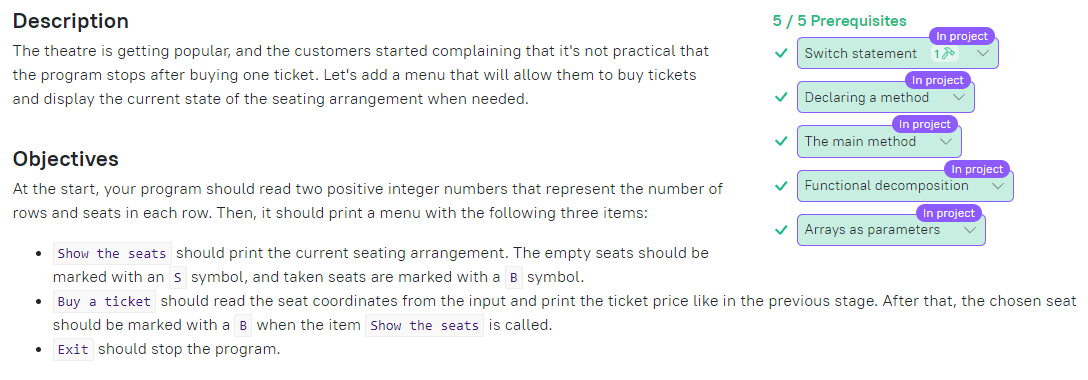 Description
The theatre is getting popular, and the customers started complaining that it's not practical that
the program stops after buying one ticket. Let's add a menu that will allow them to buy tickets
and display the current state of the seating arrangement when needed.
Objectives
At the start, your program should read two positive integer numbers that represent the number of
rows and seats in each row. Then, it should print a menu with the following three items:
• Show the seats should print the current seating arrangement. The empty seats should be
marked with an S symbol, and taken seats are marked with a B symbol.
• Buy a ticket should read the seat coordinates from the input and print the ticket price like in the previous stage. After that, the chosen seat
should be marked with a B when the item Show the seats is called.
• Exit should stop the program.
5 / 5 Prerequisites
In project
Switch statement 1
In project
Declaring a method
In project
The main method
In project
Functional decomposition
In project
Arrays as parameters